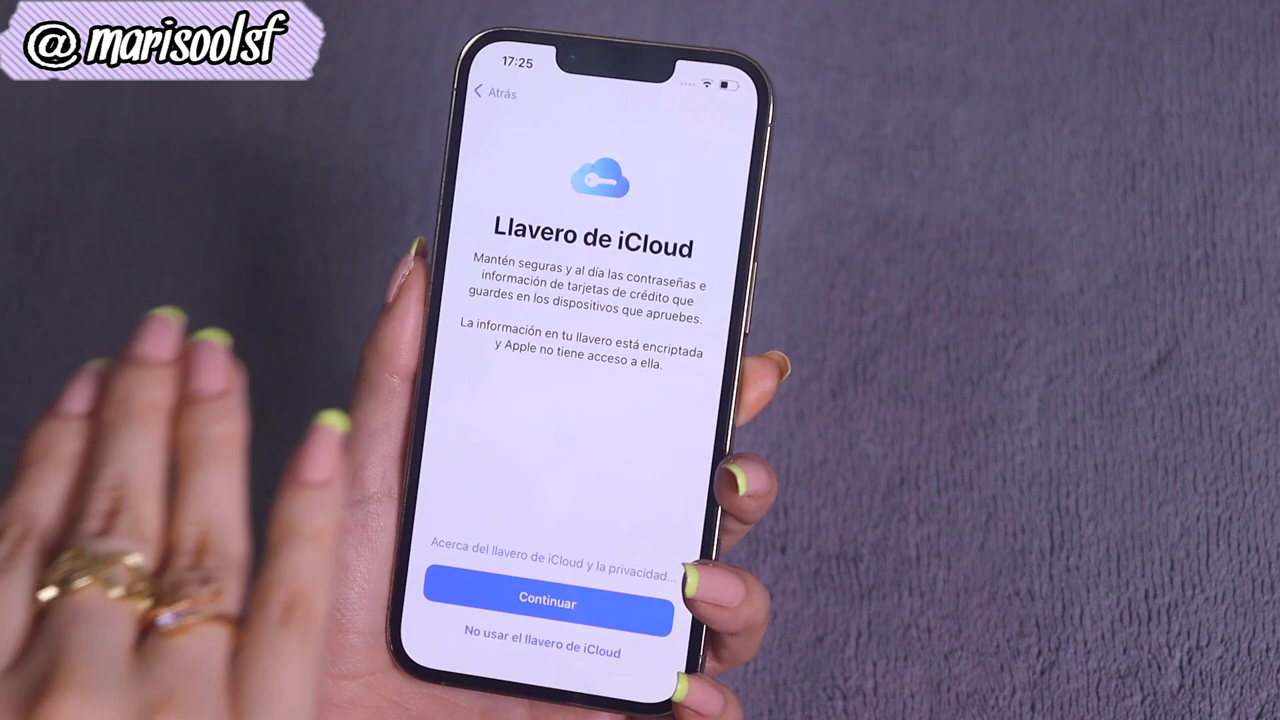 @marisoolsf
17:25
Atrás
Llavero de iCloud
Mantén seguras y al día las contraseñas e
información de tarjetas de crédito que
guardes en los dispositivos que apruebes.
La información en tu llavero está encriptada
y Apple no tiene acceso a ella.
Acerca del llavero de iCloud y la privacidad...
Continuar
No usar el llavero de iCloud